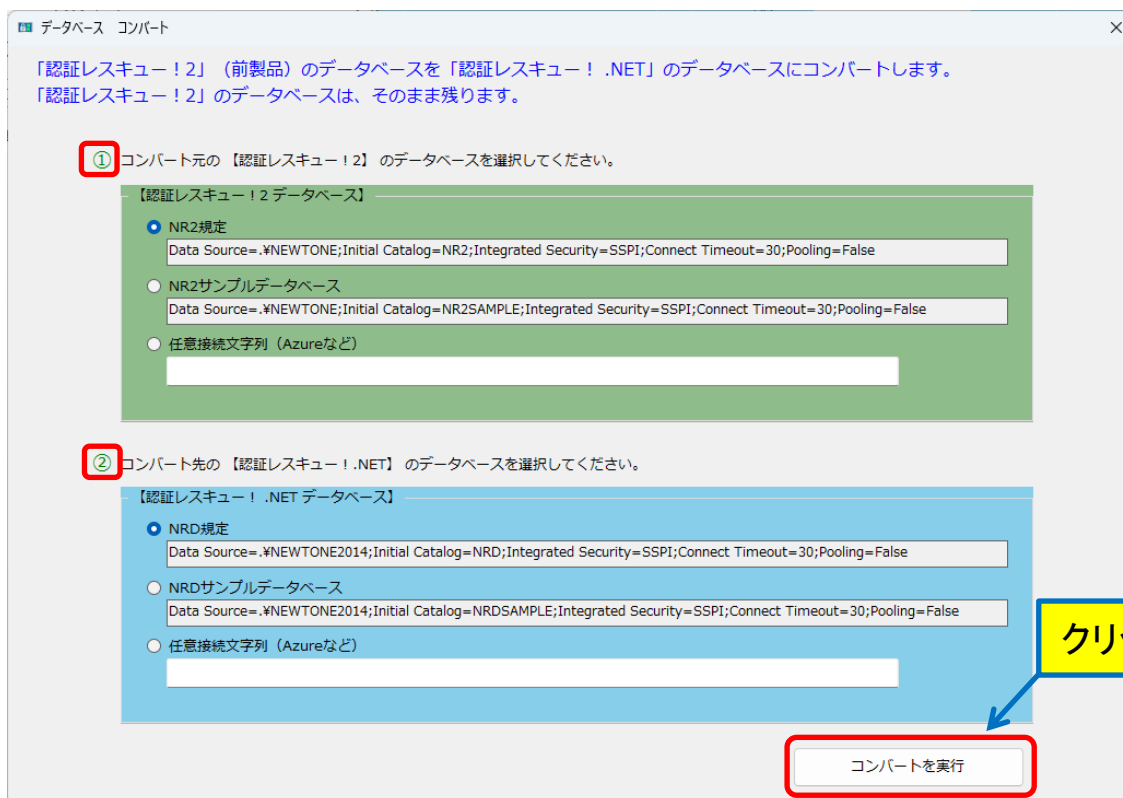 データベース コンバート
「認証レスキュー！2」（前製品）のデータベースを「認証レスキュー！ .NET」のデータベースにコンバートします。
「認証レスキュー！2」のデータベースは、そのまま残ります。
① コンバート元の 【認証レスキュー！2】 のデータベースを選択してください。
【認証レスキュー！2 データベース】
NR2規定
Data Source=.¥NEWTONE;Initial Catalog=NR2;Integrated Security=SSPI;Connect Timeout=30;Pooling=False
NR2サンプルデータベース
Data Source=.¥NEWTONE;Initial Catalog=NR2SAMPLE;Integrated Security=SSPI;Connect Timeout=30;Pooling=False
任意接続文字列（Azureなど）
② コンバート先の 【認証レスキュー！.NET】 のデータベースを選択してください。
【認証レスキュー！ .NET データベース】
NRD規定
Data Source=.¥NEWTONE2014;Initial Catalog=NRD;Integrated Security=SSPI;Connect Timeout=30;Pooling=False
NRDサンプルデータベース
Data Source=.¥NEWTONE2014;Initial Catalog=NRDSAMPLE;Integrated Security=SSPI;Connect Timeout=30;Pooling=False
任意接続文字列（Azureなど）
コンバートを実行